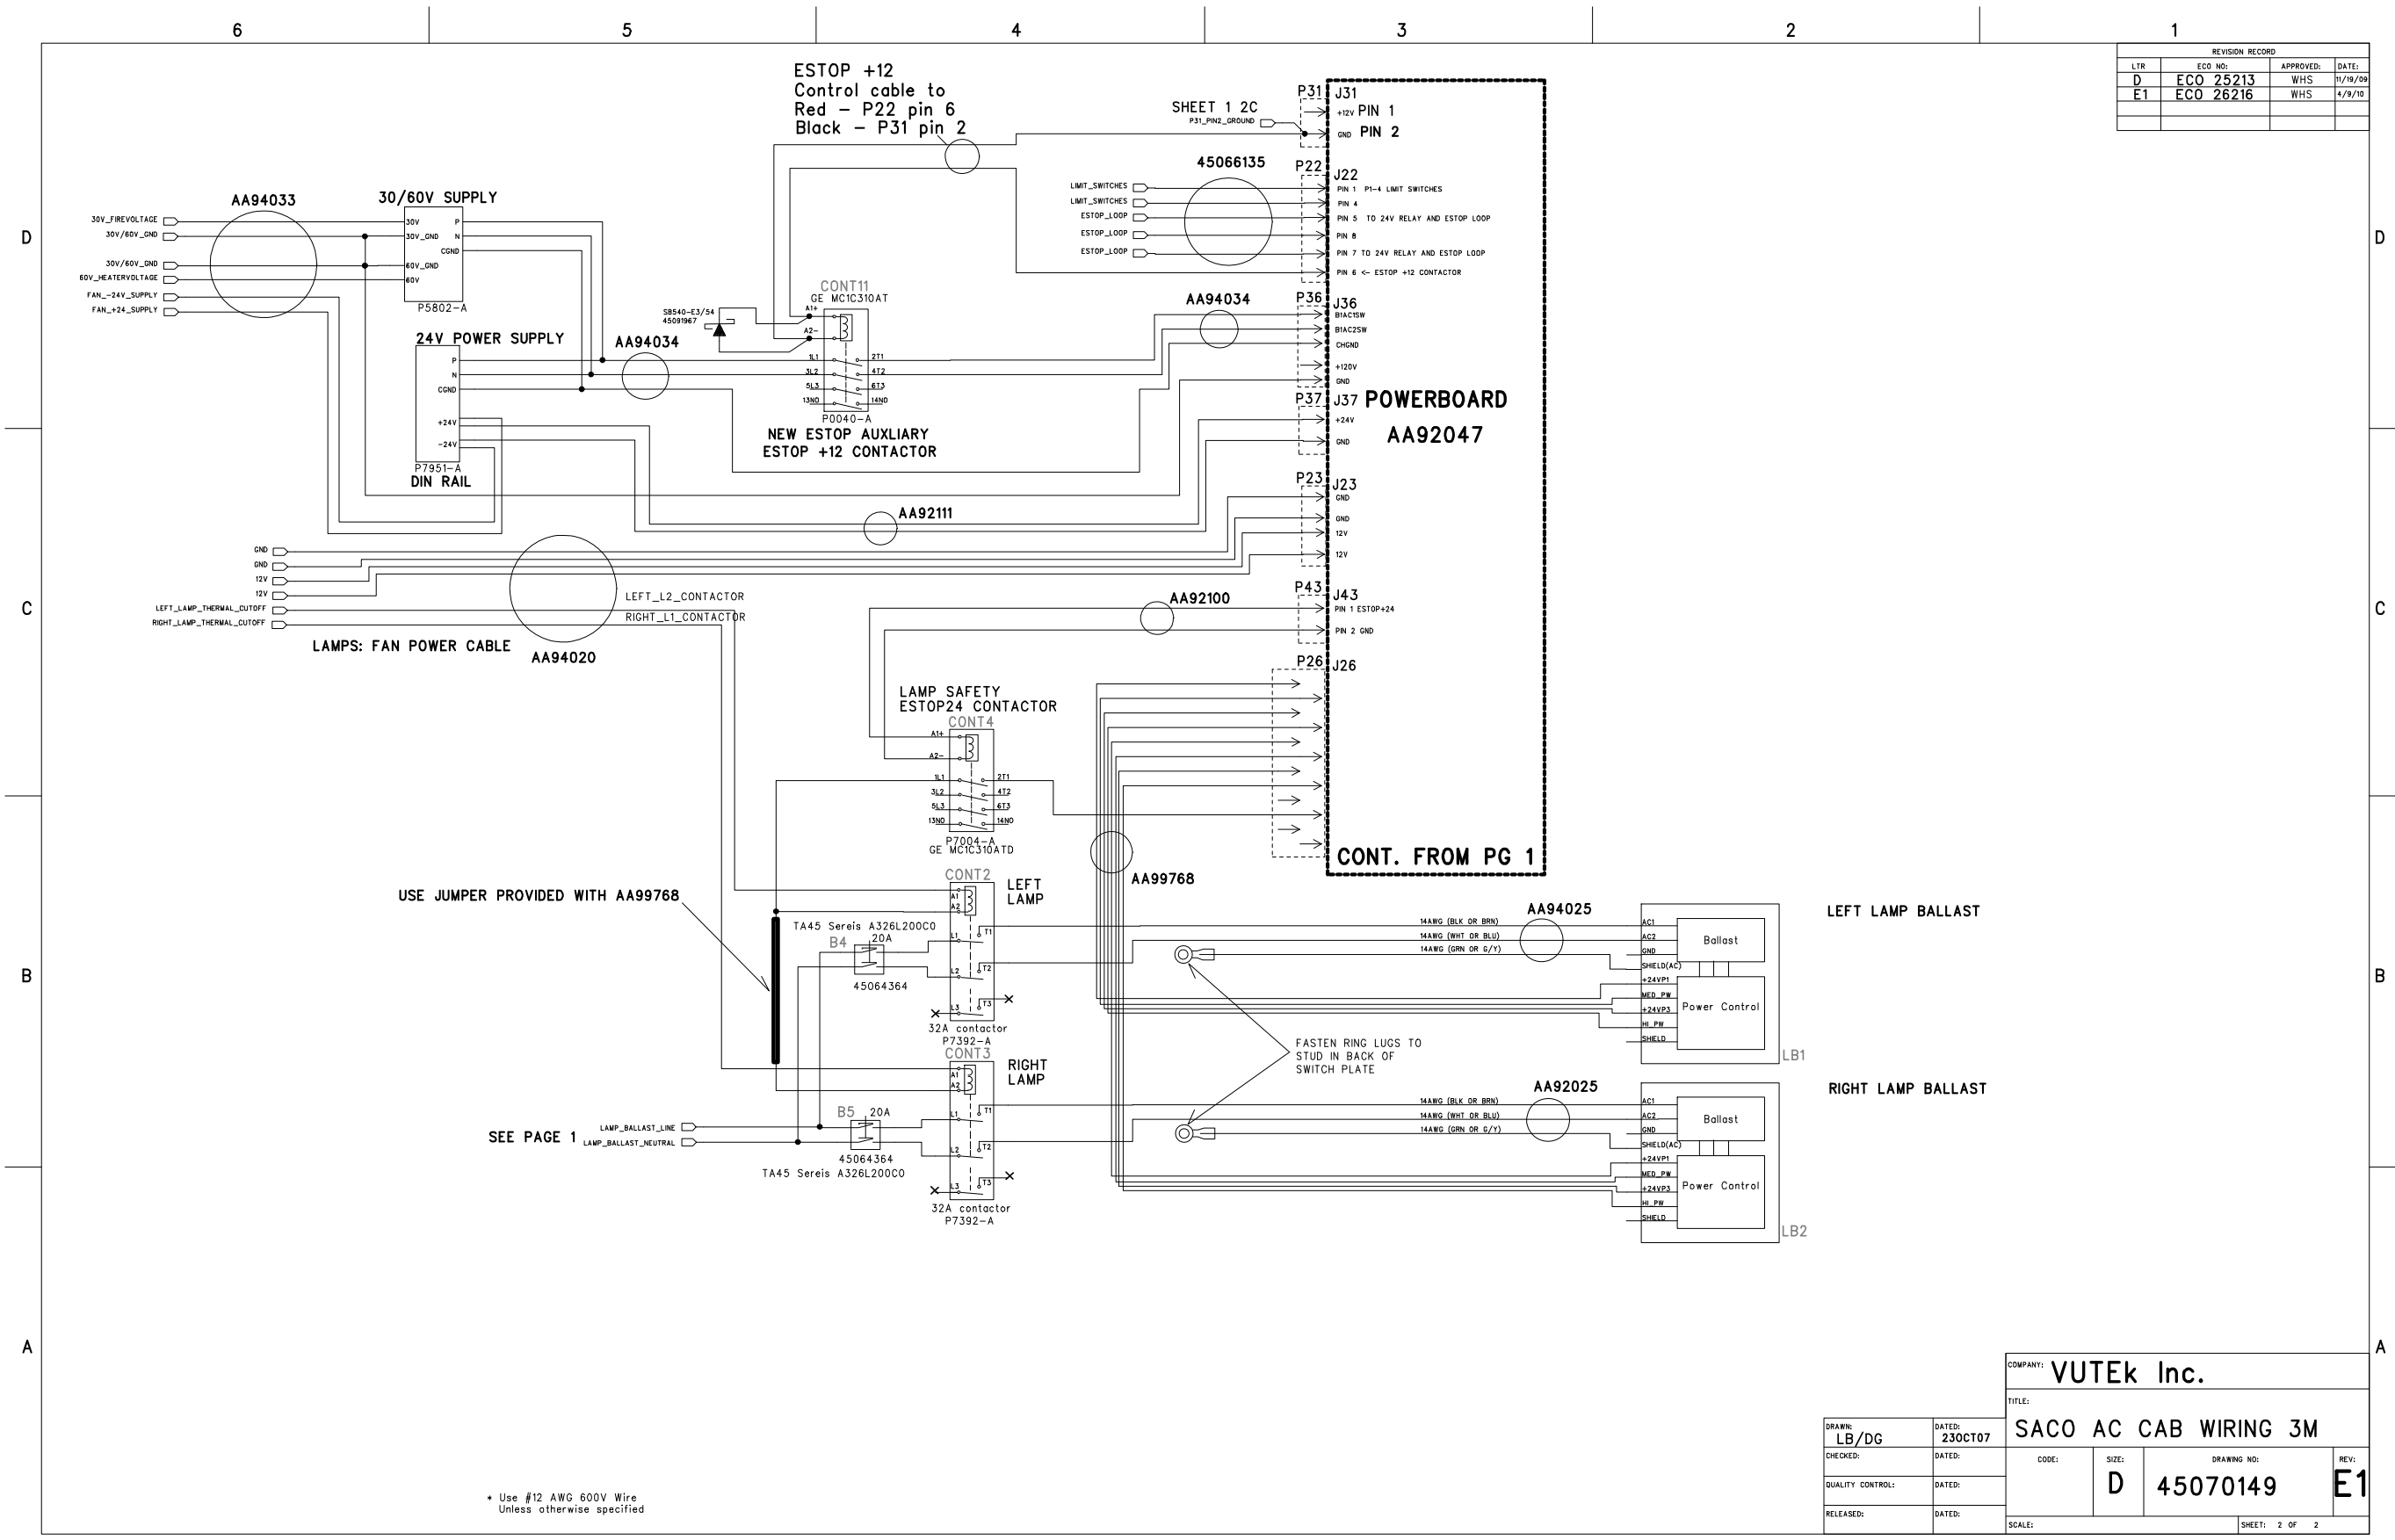 6 5 4 3 2 1
REVISION RECORD
LTR ECO NO: APPROVED: DATE:
D ECO 25213 WHS 11/19/09
E1 ECO 26216 WHS 4/9/10
ESTOP +12
Control cable to
Red - P22 pin 6
Black - P31 pin 2
SHEET 1 2C
P31_PIN2_GROUND
P31 J31
+12V PIN 1
GND PIN 2
45066135
P22 J22
LIMIT_SWITCHES
LIMIT_SWITCHES
ESTOP_LOOP
ESTOP_LOOP
ESTOP_LOOP
PIN 1 P1-4 LIMIT SWITCHES
PIN 4
PIN 5 TO 24V RELAY AND ESTOP LOOP
PIN 8
PIN 7 TO 24V RELAY AND ESTOP LOOP
PIN 6 <- ESTOP +12 CONTACTOR
D D
AA94033
30V_FIREVOLTAGE
30V/60V_GND
30V/60V_GND
60V_HEATERVOLTAGE
FAN_-24V_SUPPLY
FAN_+24_SUPPLY
30/60V SUPPLY
30V P
30V_GND N
CGND
60V_GND
60V
P5802-A
24V POWER SUPPLY
P
N
CGND
+24V
-24V
P7951-A
DIN RAIL
AA94034
SB540-E3/54
45091967
CONT11
GE MC1C310AT
A1+
A2-
1L1 2T1
3L2 4T2
5L3 6T3
13NO 14NO
P0040-A
NEW ESTOP AUXLIARY
ESTOP +12 CONTACTOR
AA94034
P36 J36
B1AC1SW
B1AC2SW
CHGND
+120V
GND
P37 J37
+24V
GND
POWERBOARD
AA92047
P23 J23
GND
GND
12V
12V
AA92111
GND
GND
12V
12V
LEFT_LAMP_THERMAL_CUTOFF
RIGHT_LAMP_THERMAL_CUTOFF
C C
LEFT_L2_CONTACTOR
RIGHT_L1_CONTACTOR
LAMPS: FAN POWER CABLE
AA94020
AA92100
P43 J43
PIN 1 ESTOP+24
PIN 2 GND
P26 J26
LAMP SAFETY
ESTOP24 CONTACTOR
CONT4
A1+
A2-
1L1 2T1
3L2 4T2
5L3 6T3
13NO 14NO
P7004-A
GE MC1C310ATD
CONT. FROM PG 1
AA99768
USE JUMPER PROVIDED WITH AA99768
CONT2
LEFT
LAMP
A1
A2
L1 T1
L2 T2
L3 T3
32A contactor
P7392-A
TA45 Sereis A326L200C0
B4 20A
45064364
CONT3
RIGHT
LAMP
A1
A2
L1 T1
L2 T2
L3 T3
32A contactor
P7392-A
B5 20A
45064364
TA45 Sereis A326L200C0
SEE PAGE 1
LAMP_BALLAST_LINE
LAMP_BALLAST_NEUTRAL
B B
14AWG (BLK OR BRN)
14AWG (WHT OR BLU)
14AWG (GRN OR G/Y)
AA94025
AC1
AC2
GND
SHIELD(AC)
+24VP1
MED_PW
+24VP3
HI_PW
SHIELD
Ballast
Power Control
LB1
LEFT LAMP BALLAST
FASTEN RING LUGS TO
STUD IN BACK OF
SWITCH PLATE
14AWG (BLK OR BRN)
14AWG (WHT OR BLU)
14AWG (GRN OR G/Y)
AA92025
AC1
AC2
GND
SHIELD(AC)
+24VP1
MED_PW
+24VP3
HI_PW
SHIELD
Ballast
Power Control
LB2
RIGHT LAMP BALLAST
A A
* Use #12 AWG 600V Wire
Unless otherwise specified
COMPANY: VUTEk Inc.
TITLE:
SACO AC CAB WIRING 3M
DRAWN: LB/DG DATED: 23OCT07
CHECKED: DATED:
QUALITY CONTROL: DATED:
RELEASED: DATED:
CODE: SIZE: D DRAWING NO: 45070149 REV: E1
SCALE: SHEET: 2 OF 2